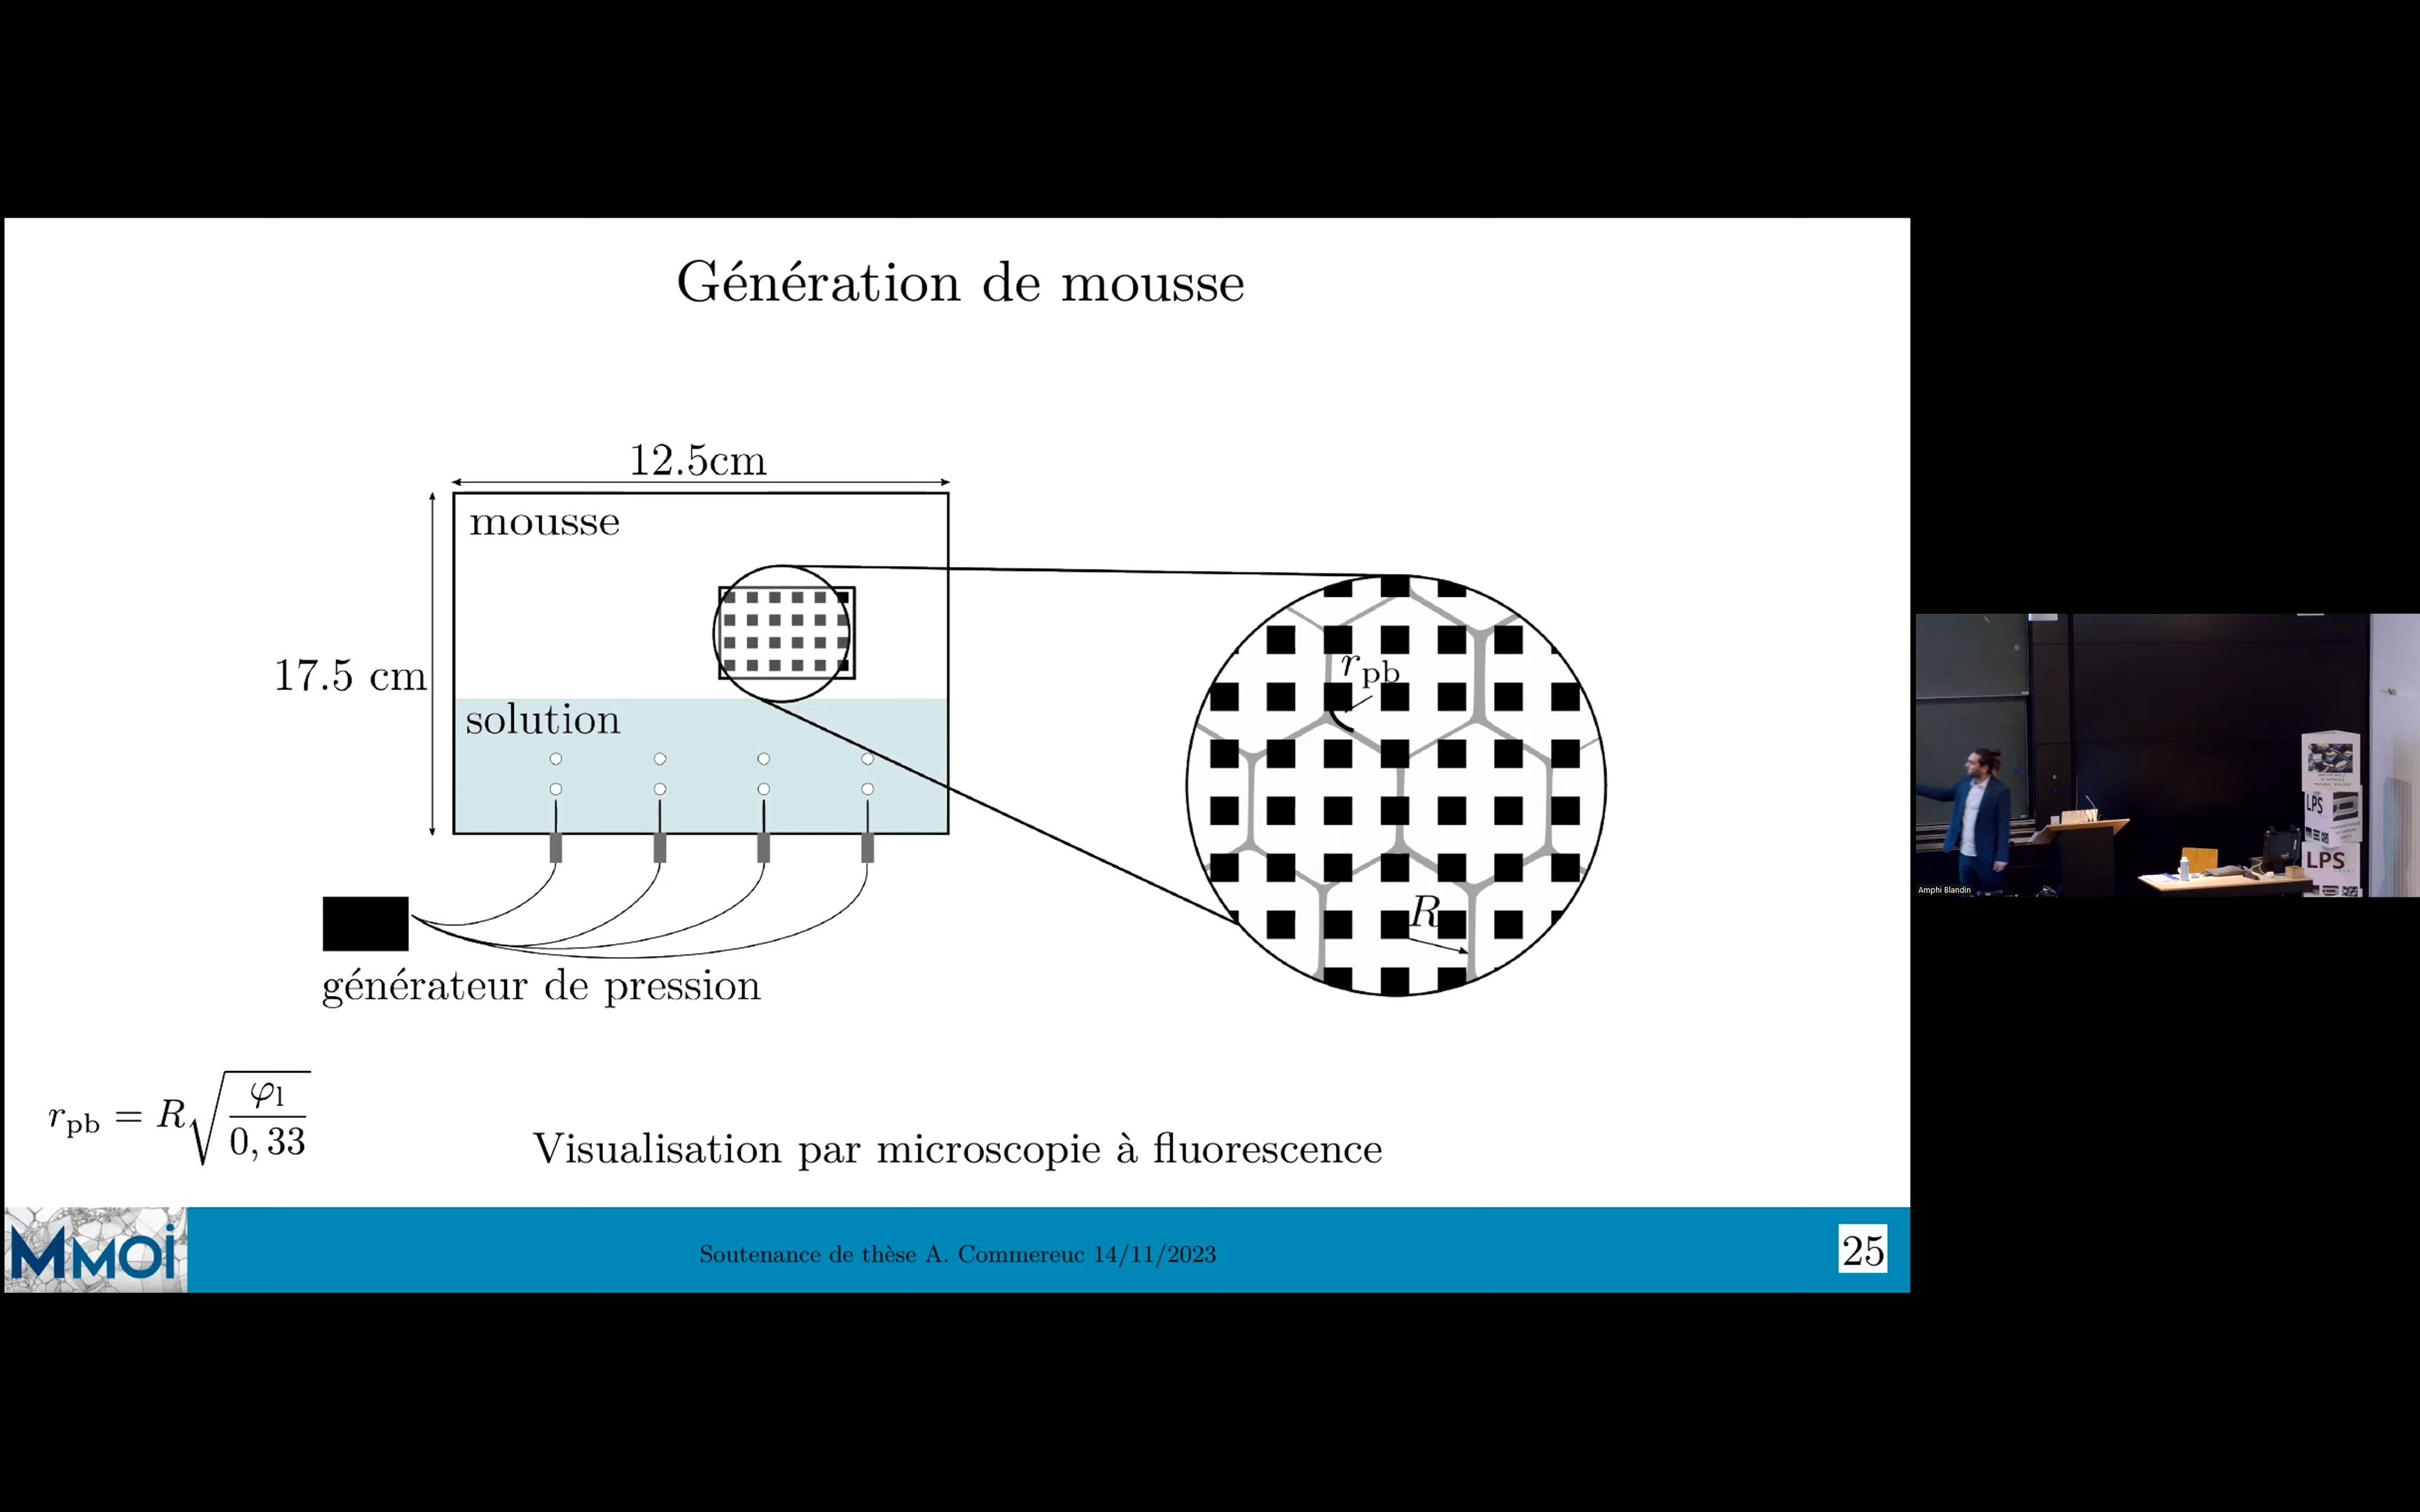 Génération de mousse
12.5cm
mousse
17.5 cm
solution
r_pb
R
générateur de pression
r_pb = R√(φ_l / 0,33)
Visualisation par microscopie à fluorescence
MMOi
Soutenance de thèse A. Commereuc 14/11/2023
25
Amphi Blandin
LPS
LPS